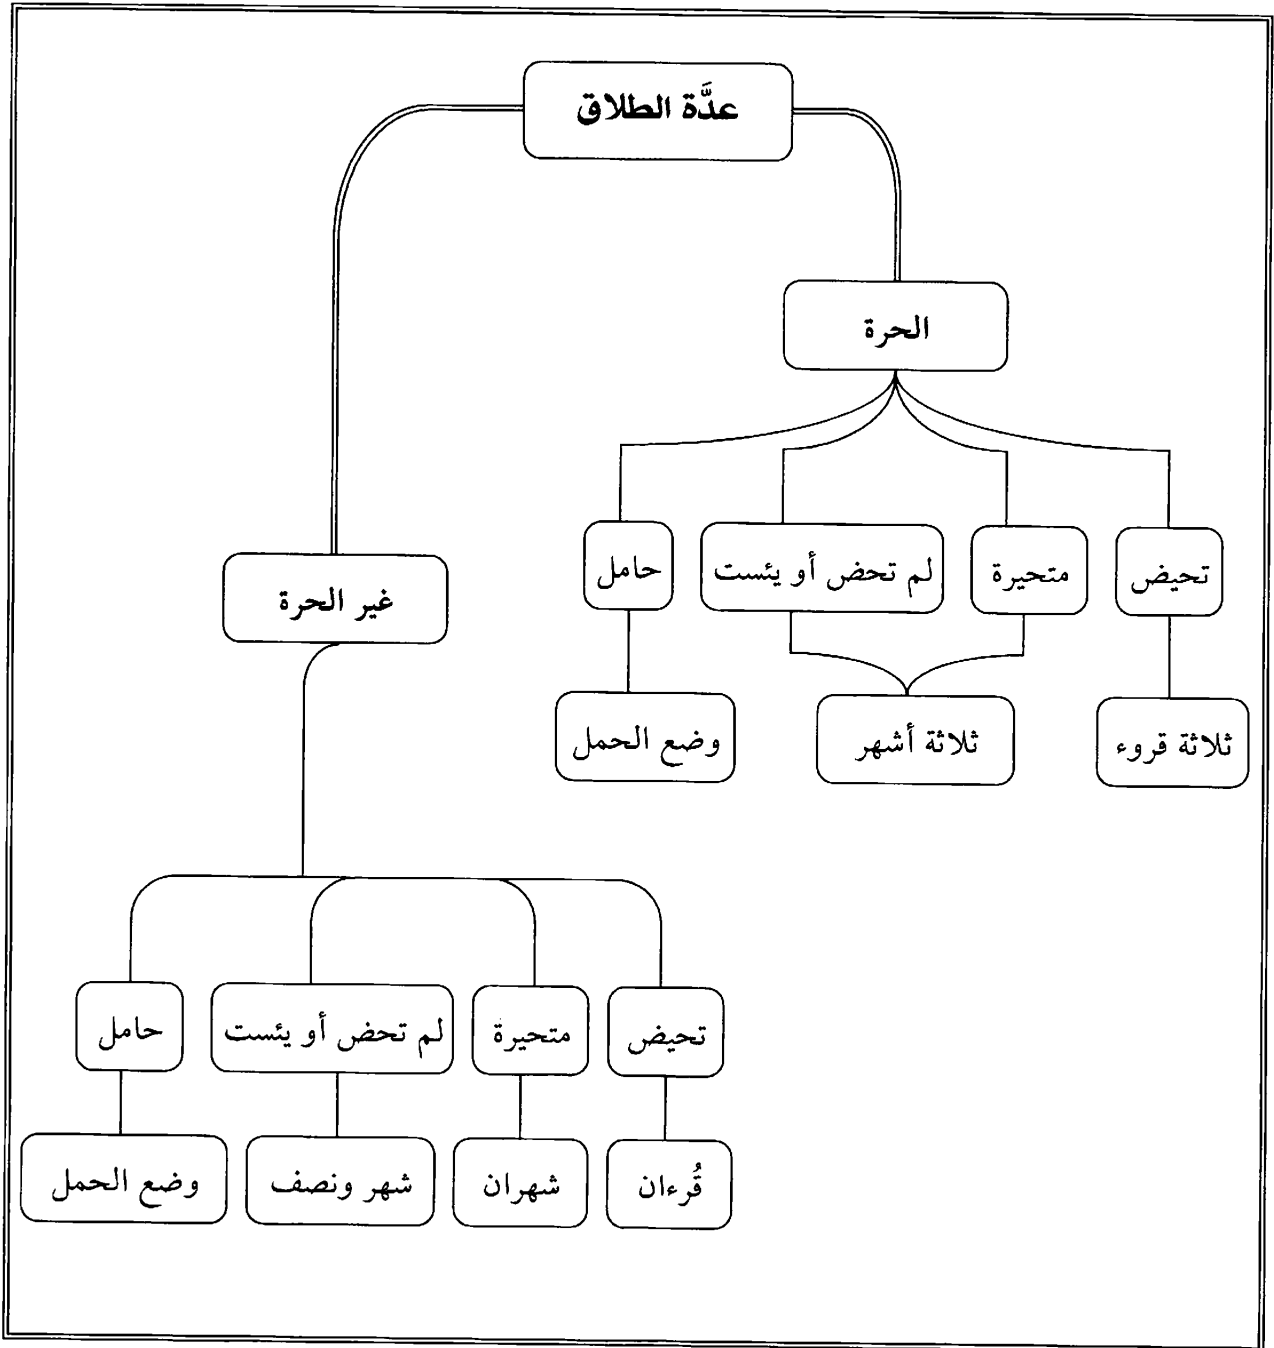 عدَّة الطلاق
الحرة
تحيض
متحيرة
لم تحض أو يئست
حامل
ثلاثة قروء
ثلاثة أشهر
وضع الحمل
غير الحرة
تحيض
متحيرة
لم تحض أو يئست
حامل
قُرءان
شهران
شهر ونصف
وضع الحمل